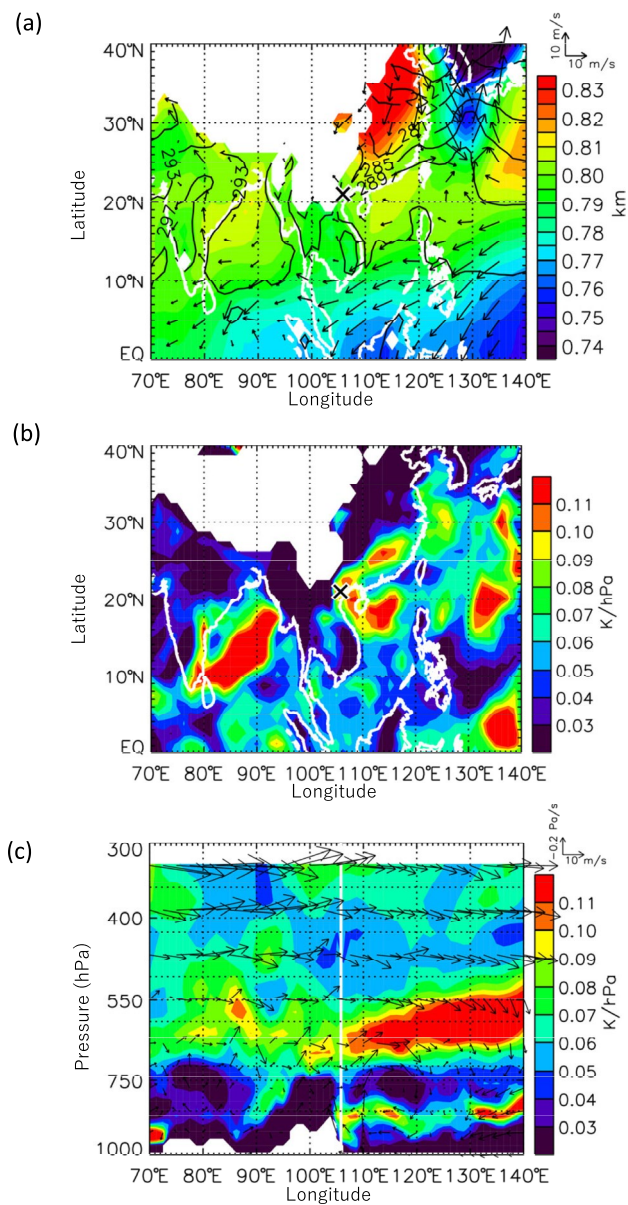 (a)
10 m/s
10 m/s
40°N
30°N
20°N
10°N
EQ
Latitude
293
293
297
28
285
289
0.83
0.82
0.81
0.80
0.79
0.78
0.77
0.76
0.75
0.74
km
70°E 80°E 90°E 100°E 110°E 120°E 130°E 140°E
Longitude
(b)
40°N
30°N
20°N
10°N
EQ
Latitude
0.11
0.10
0.09
0.08
0.07
0.06
0.05
0.04
0.03
K/hPa
70°E 80°E 90°E 100°E 110°E 120°E 130°E 140°E
Longitude
(c)
-0.2 Pa/s
10 m/s
300
400
550
750
1000
Pressure (hPa)
0.11
0.10
0.09
0.08
0.07
0.06
0.05
0.04
0.03
K/hPa
70°E 80°E 90°E 100°E 110°E 120°E 130°E 140°E
Longitude